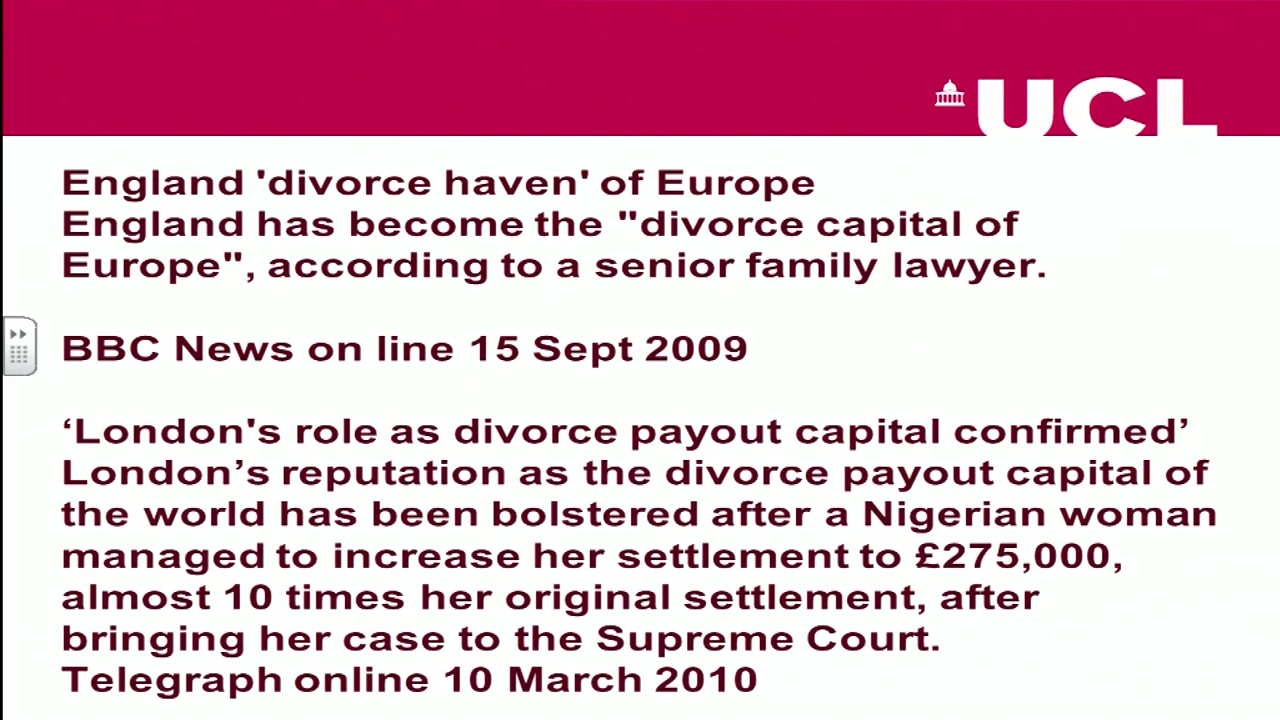 UCL
England 'divorce haven' of Europe
England has become the "divorce capital of
Europe", according to a senior family lawyer.
BBC News on line 15 Sept 2009
‘London's role as divorce payout capital confirmed’
London’s reputation as the divorce payout capital of
the world has been bolstered after a Nigerian woman
managed to increase her settlement to £275,000,
almost 10 times her original settlement, after
bringing her case to the Supreme Court.
Telegraph online 10 March 2010